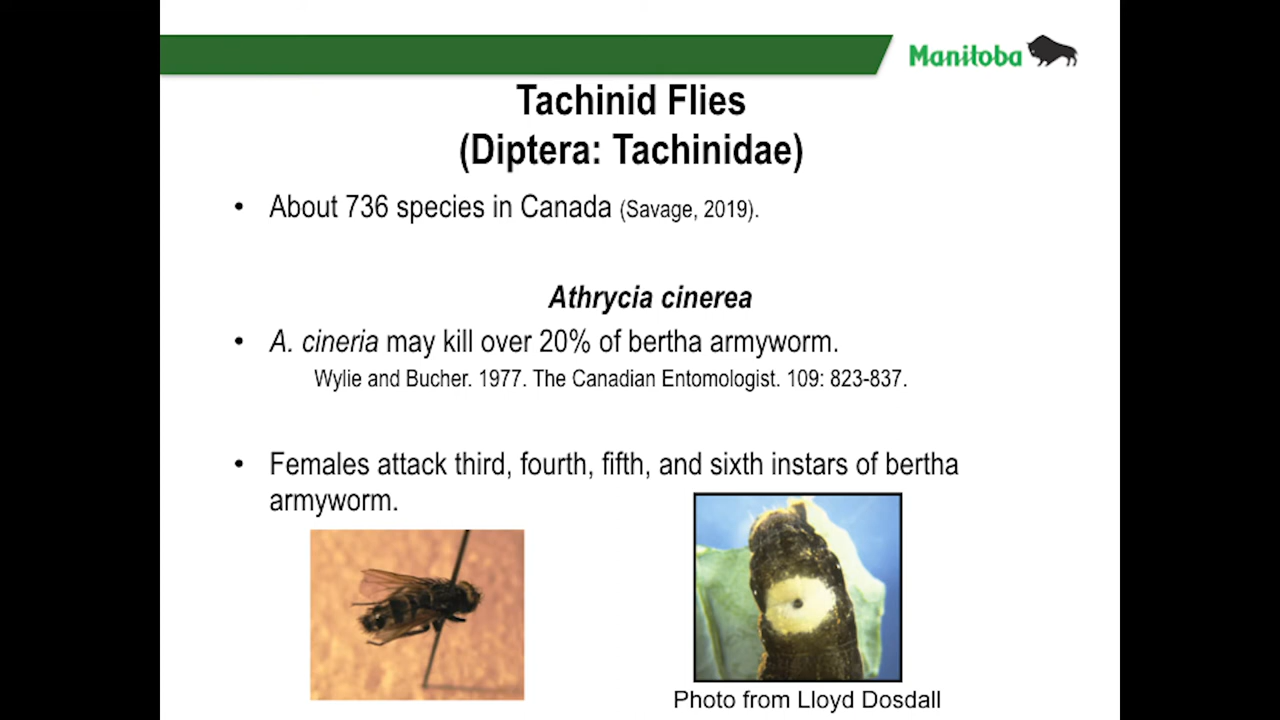 Manitoba
Tachinid Flies
(Diptera: Tachinidae)
• About 736 species in Canada (Savage, 2019).
Athrycia cinerea
• A. cineria may kill over 20% of bertha armyworm.
Wylie and Bucher. 1977. The Canadian Entomologist. 109: 823-837.
• Females attack third, fourth, fifth, and sixth instars of bertha
armyworm.
Photo from Lloyd Dosdall